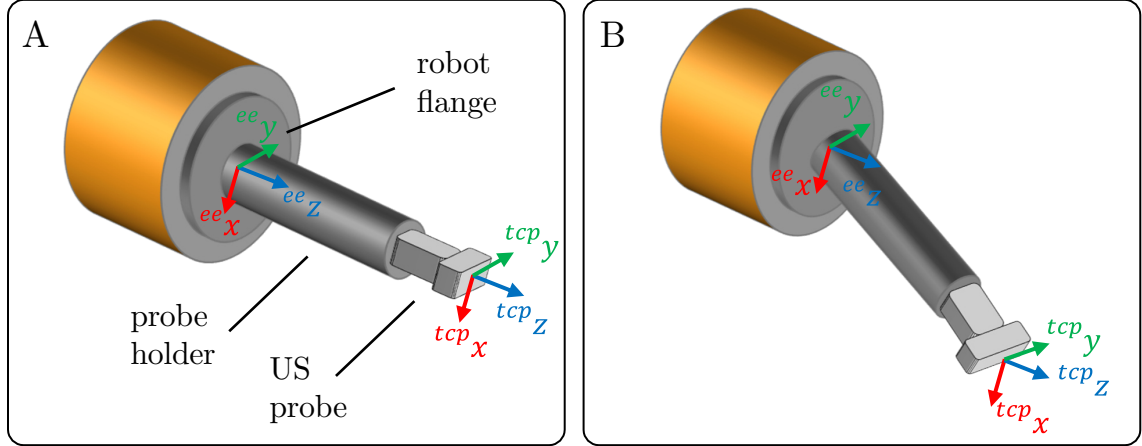 A
robot
flange
ee y
ee z
ee x
tcp y
tcp z
tcp x
probe
holder
US
probe
B
ee y
ee x
ee z
tcp y
tcp z
tcp x